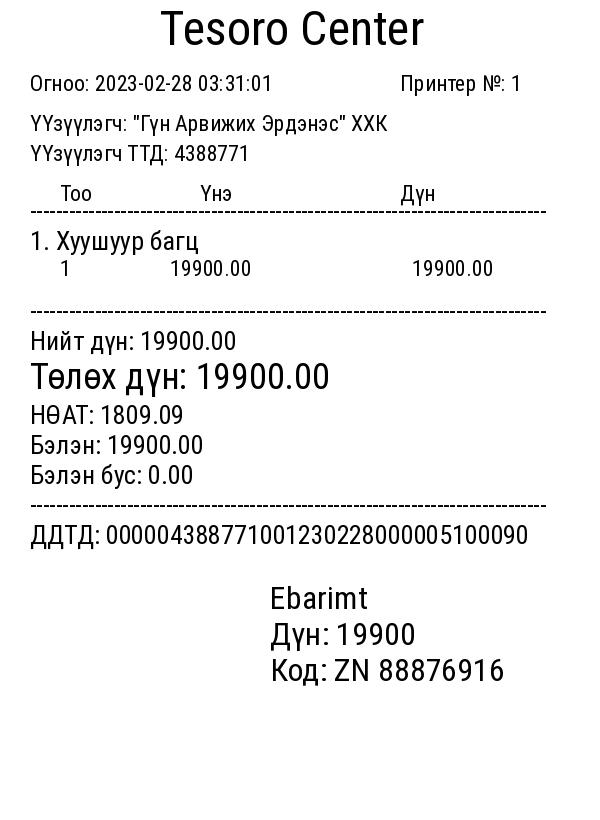 Tesoro Center
Огноо: 2023-02-28 03:31:01 Принтер №: 1
ҮҮзүүлэгч: "Гүн Арвижих Эрдэнэс" ХХК
ҮҮзүүлэгч ТТД: 4388771
Тоо Үнэ Дүн
--------------------------------------------------------------------------------
1. Хуушуур багц
1 19900.00 19900.00
--------------------------------------------------------------------------------
Нийт дүн: 19900.00
Төлөх дүн: 19900.00
НӨАТ: 1809.09
Бэлэн: 19900.00
Бэлэн бус: 0.00
--------------------------------------------------------------------------------
ДДТД: 000004388771001230228000005100090
Ebarimt
Дүн: 19900
Код: ZN 88876916